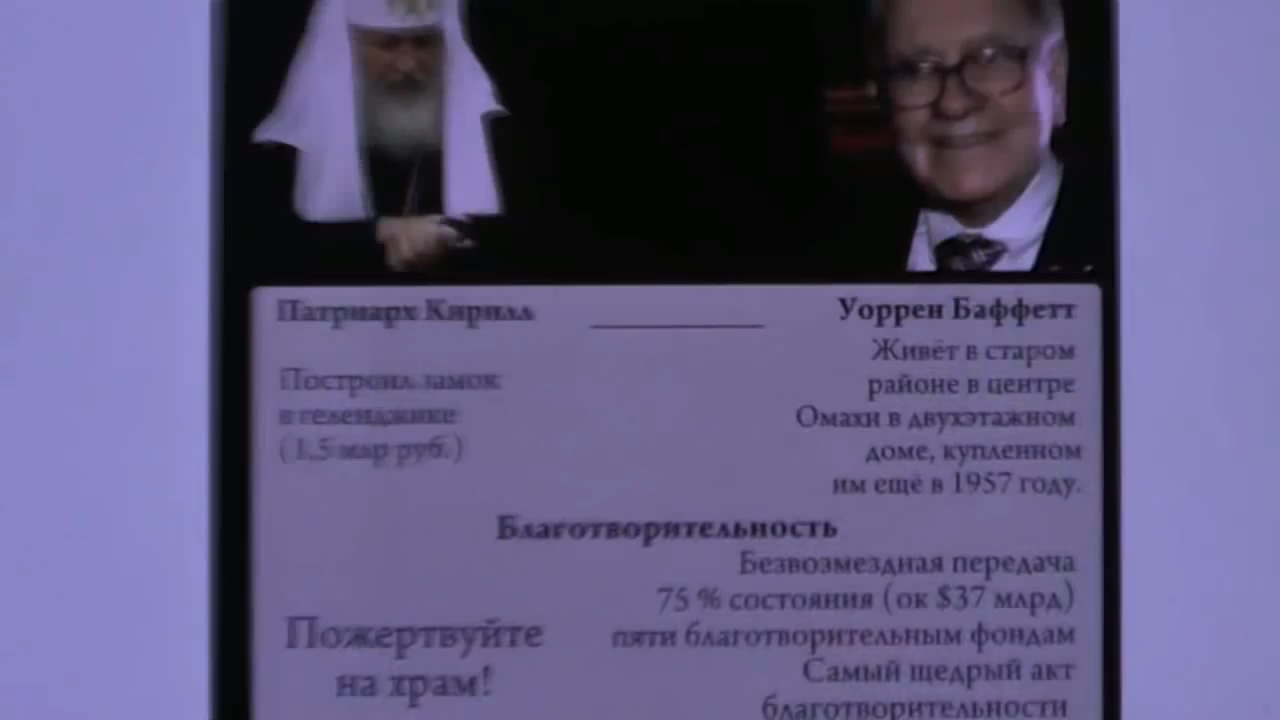 Патриарх Кирилл
Построил замок
в геленджике
(1,5 мар руб.)
Уоррен Баффетт
Живёт в старом
районе в центре
Омахи в двухэтажном
доме, купленном
им ещё в 1957 году.
Благотворительность
Пожертвуйте
на храм!
Безвозмездная передача
75 % состояния (ок $37 млрд)
пяти благотворительным фондам
Самый щедрый акт
благотворительности